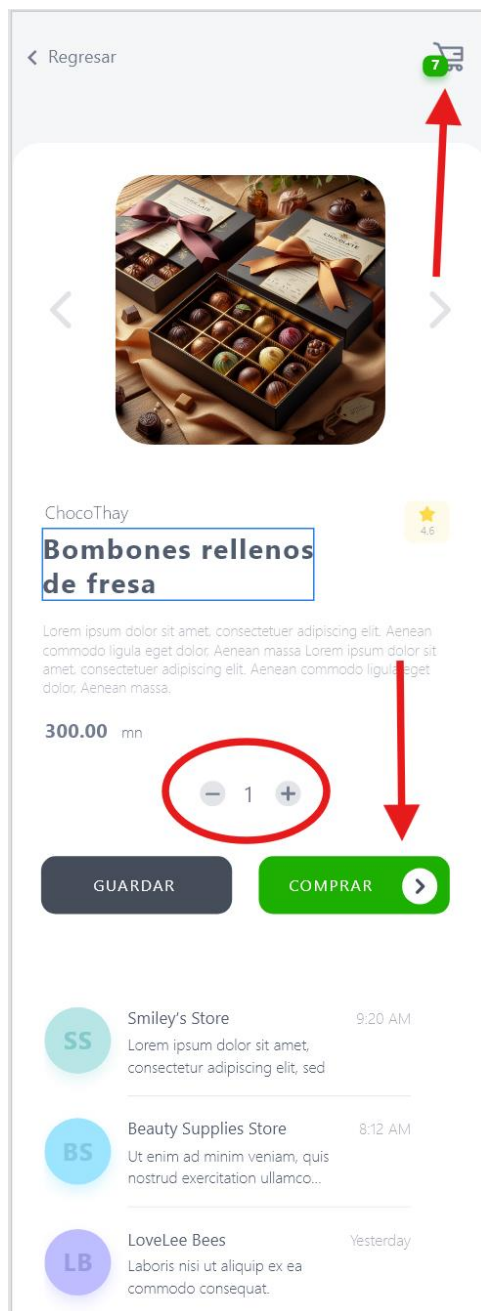 Regresar
7
ChocoThay
4.6
Bombones rellenos
de fresa
Lorem ipsum dolor sit amet, consectetuer adipiscing elit. Aenean
commodo ligula eget dolor, Aenean massa Lorem ipsum dolor sit
amet, consectetuer adipiscing elit. Aenean commodo ligula eget
dolor, Aenean massa.
300.00 mn
1
GUARDAR
COMPRAR
SS
Smiley's Store
9:20 AM
Lorem ipsum dolor sit amet,
consectetur adipiscing elit, sed
BS
Beauty Supplies Store
8:12 AM
Ut enim ad minim veniam, quis
nostrud exercitation ullamco...
LB
LoveLee Bees
Yesterday
Laboris nisi ut aliquip ex ea
commodo consequat.